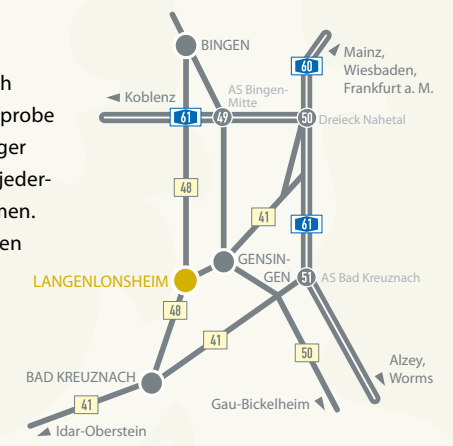 h
probe
ger
jeder-
men.
en
BINGEN
60
Mainz,
Wiesbaden,
Frankfurt a. M.
Koblenz
AS Bingen-
Mitte
61
49
50
Dreieck Nahetal
48
41
61
GENSIN-
GEN
51
AS Bad Kreuznach
LANGENLONSHEIM
48
41
50
BAD KREUZNACH
Alzey,
Worms
41
Gau-Bickelheim
Idar-Oberstein